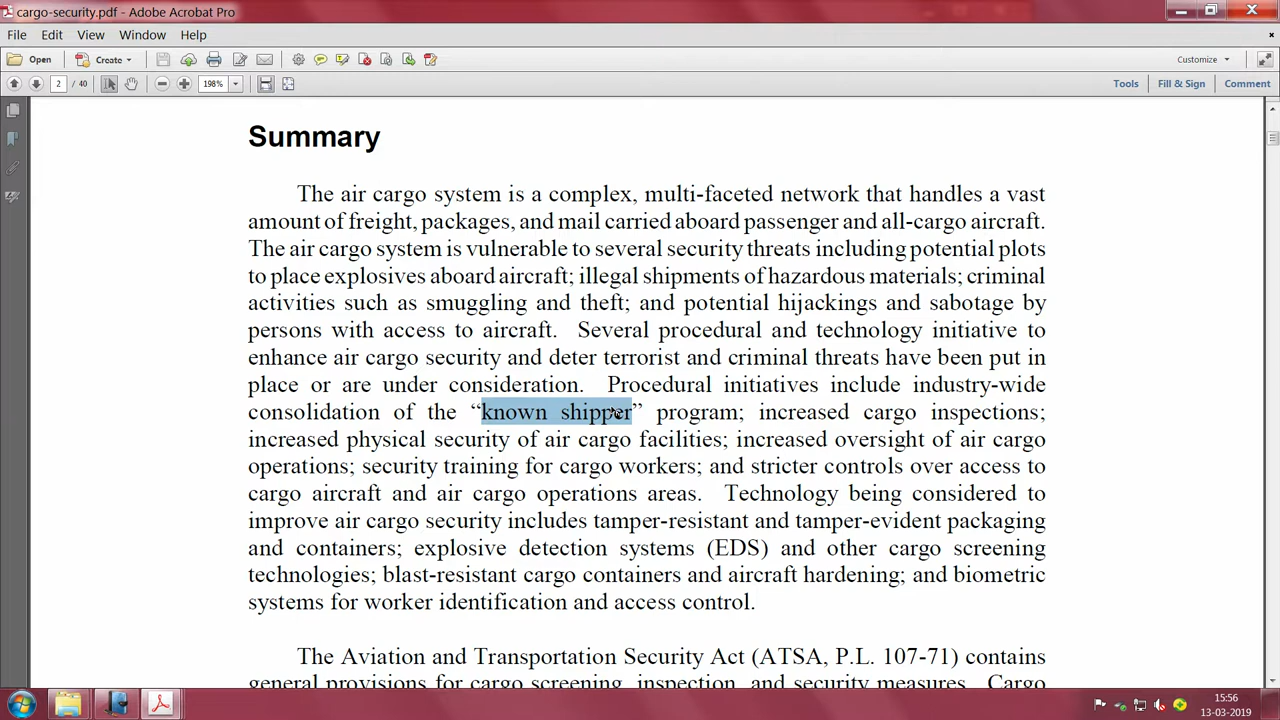 cargo-security.pdf - Adobe Acrobat Pro
File Edit View Window Help
Open Create Customize
2 / 40 198% Tools Fill & Sign Comment
Summary
The air cargo system is a complex, multi-faceted network that handles a vast
amount of freight, packages, and mail carried aboard passenger and all-cargo aircraft.
The air cargo system is vulnerable to several security threats including potential plots
to place explosives aboard aircraft; illegal shipments of hazardous materials; criminal
activities such as smuggling and theft; and potential hijackings and sabotage by
persons with access to aircraft. Several procedural and technology initiative to
enhance air cargo security and deter terrorist and criminal threats have been put in
place or are under consideration. Procedural initiatives include industry-wide
consolidation of the “known shipper” program; increased cargo inspections;
increased physical security of air cargo facilities; increased oversight of air cargo
operations; security training for cargo workers; and stricter controls over access to
cargo aircraft and air cargo operations areas. Technology being considered to
improve air cargo security includes tamper-resistant and tamper-evident packaging
and containers; explosive detection systems (EDS) and other cargo screening
technologies; blast-resistant cargo containers and aircraft hardening; and biometric
systems for worker identification and access control.
The Aviation and Transportation Security Act (ATSA, P.L. 107-71) contains
general provisions for cargo screening, inspection, and security measures. Cargo
15:56
13-03-2019